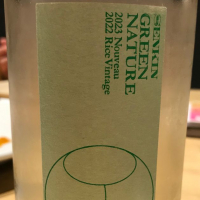 SENKIN
GREEN
NATURE
2023 Nouveau
2022 Rice Vintage